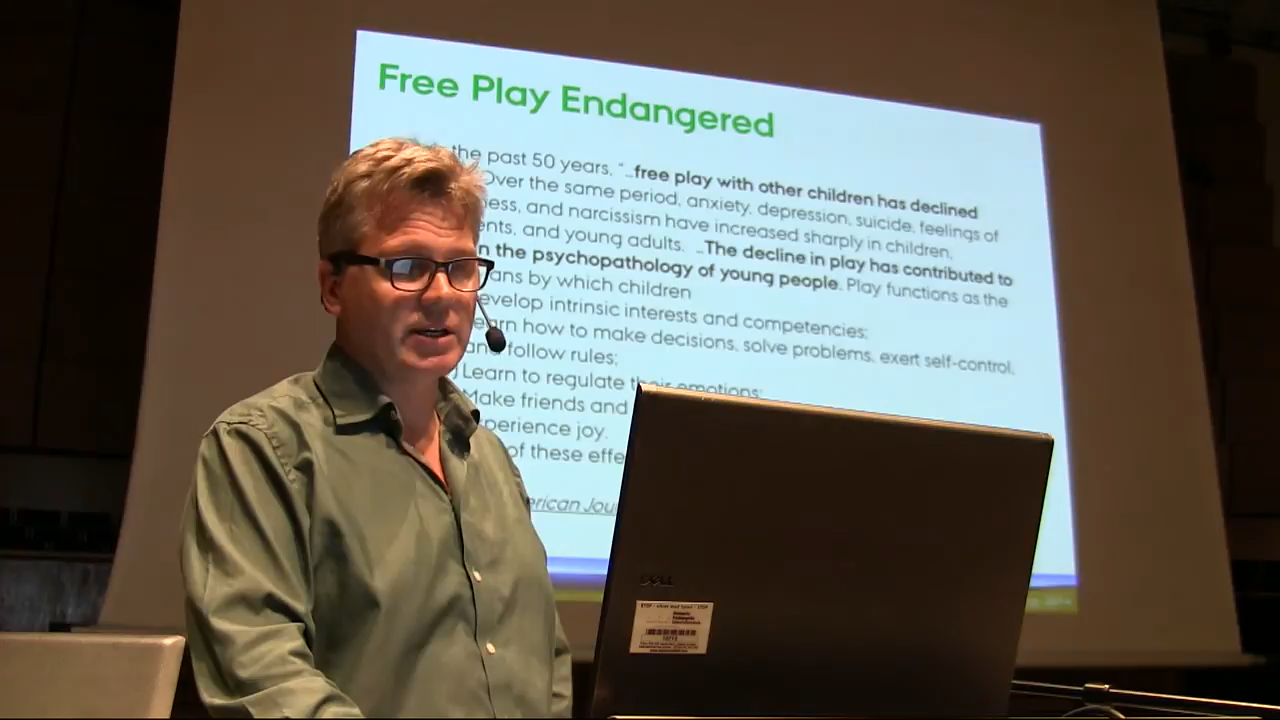 Free Play Endangered
the past 50 years, "...free play with other children has declined
Over the same period, anxiety, depression, suicide, feelings of
ness, and narcissism have increased sharply in children,
ents, and young adults. ...The decline in play has contributed to
in the psychopathology of young people. Play functions as the
ans by which children
evelop intrinsic interests and competencies;
earn how to make decisions, solve problems, exert self-control,
and follow rules;
) Learn to regulate their emotions;
Make friends and
xperience joy.
of these effe
erican Jou
DELL